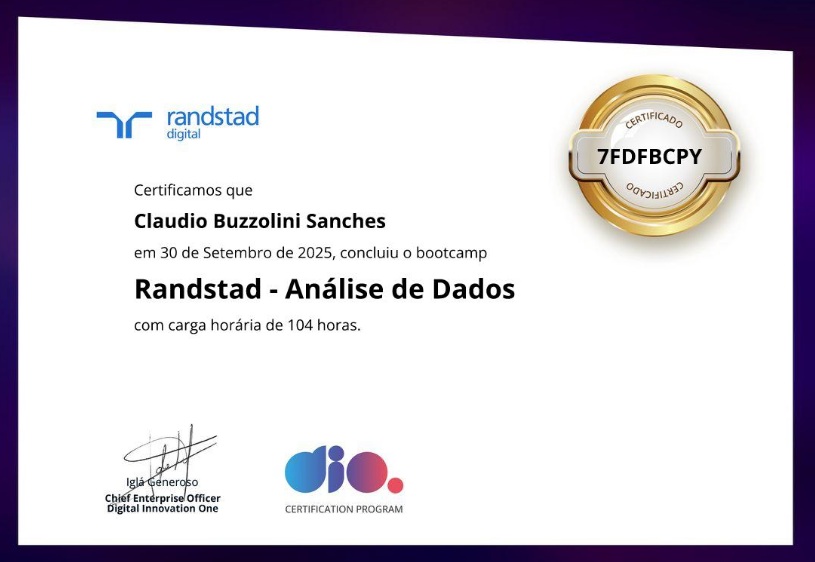 randstad
digital
CERTIFICADO
7FDFBCPY
CERTIFICADO
Certificamos que
Claudio Buzzolini Sanches
em 30 de Setembro de 2025, concluiu o bootcamp
Randstad - Análise de Dados
com carga horária de 104 horas.
Iglá Generoso
Chief Enterprise Officer
Digital Innovation One
dio.
CERTIFICATION PROGRAM